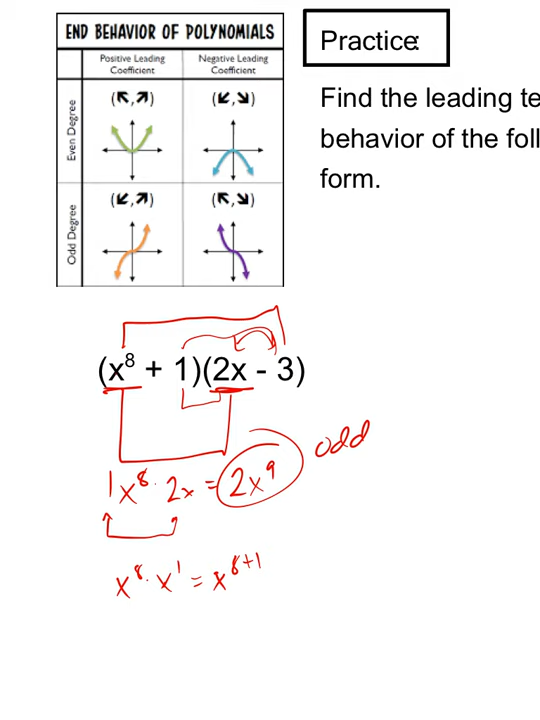 END BEHAVIOR OF POLYNOMIALS
Positive Leading Coefficient
Negative Leading Coefficient
Even Degree
(↖,↗)
(↙,↘)
Odd Degree
(↙,↗)
(↖,↘)
Practice:
Find the leading te
behavior of the foll
form.
(x⁸ + 1)(2x - 3)
1x⁸ · 2x = 2x⁹ odd
x⁸ · x¹ = x⁸⁺¹